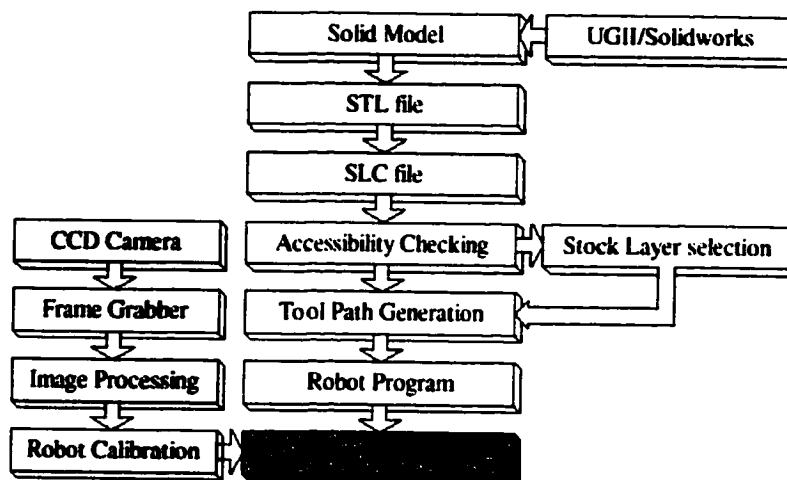 Solid Model
UGII/Solidworks
STL file
SLC file
CCD Camera
Accessibility Checking
Stock Layer selection
Frame Grabber
Tool Path Generation
Image Processing
Robot Program
Robot Calibration